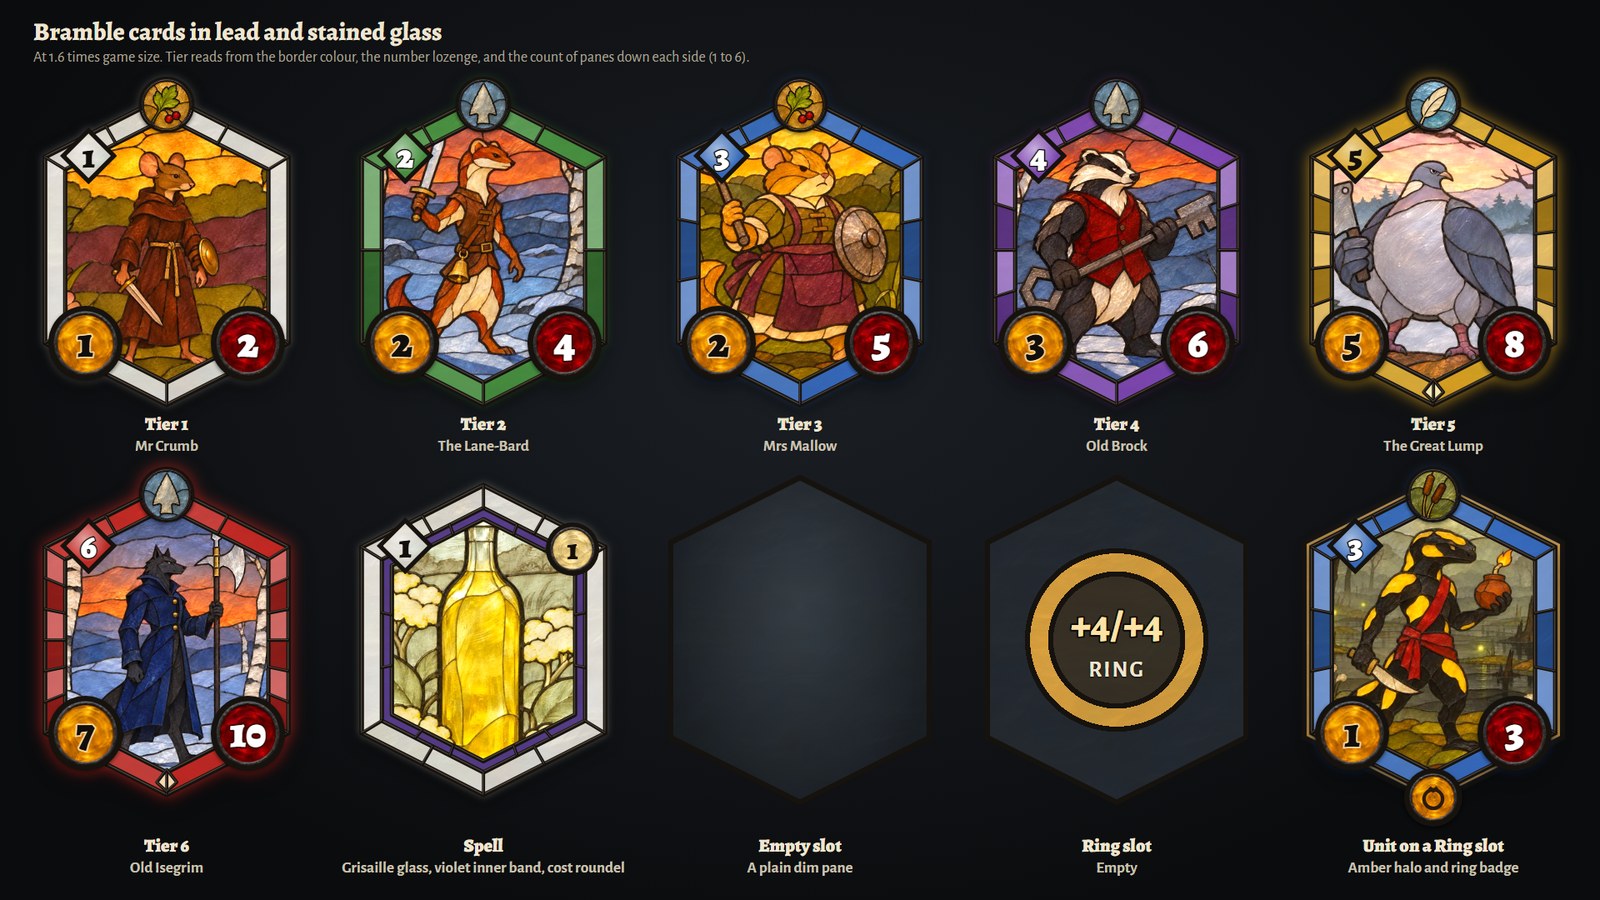 Bramble cards in lead and stained glass
At 1.6 times game size. Tier reads from the border colour, the number lozenge, and the count of panes down each side (1 to 6).
1
1
2
Tier 1
Mr Crumb
2
2
4
Tier 2
The Lane-Bard
3
2
5
Tier 3
Mrs Mallow
4
3
6
Tier 4
Old Brock
5
5
8
Tier 5
The Great Lump
6
7
10
Tier 6
Old Isegrim
1
1
Spell
Grisaille glass, violet inner band, cost roundel
Empty slot
A plain dim pane
+4/+4
RING
Ring slot
Empty
3
1
3
Unit on a Ring slot
Amber halo and ring badge